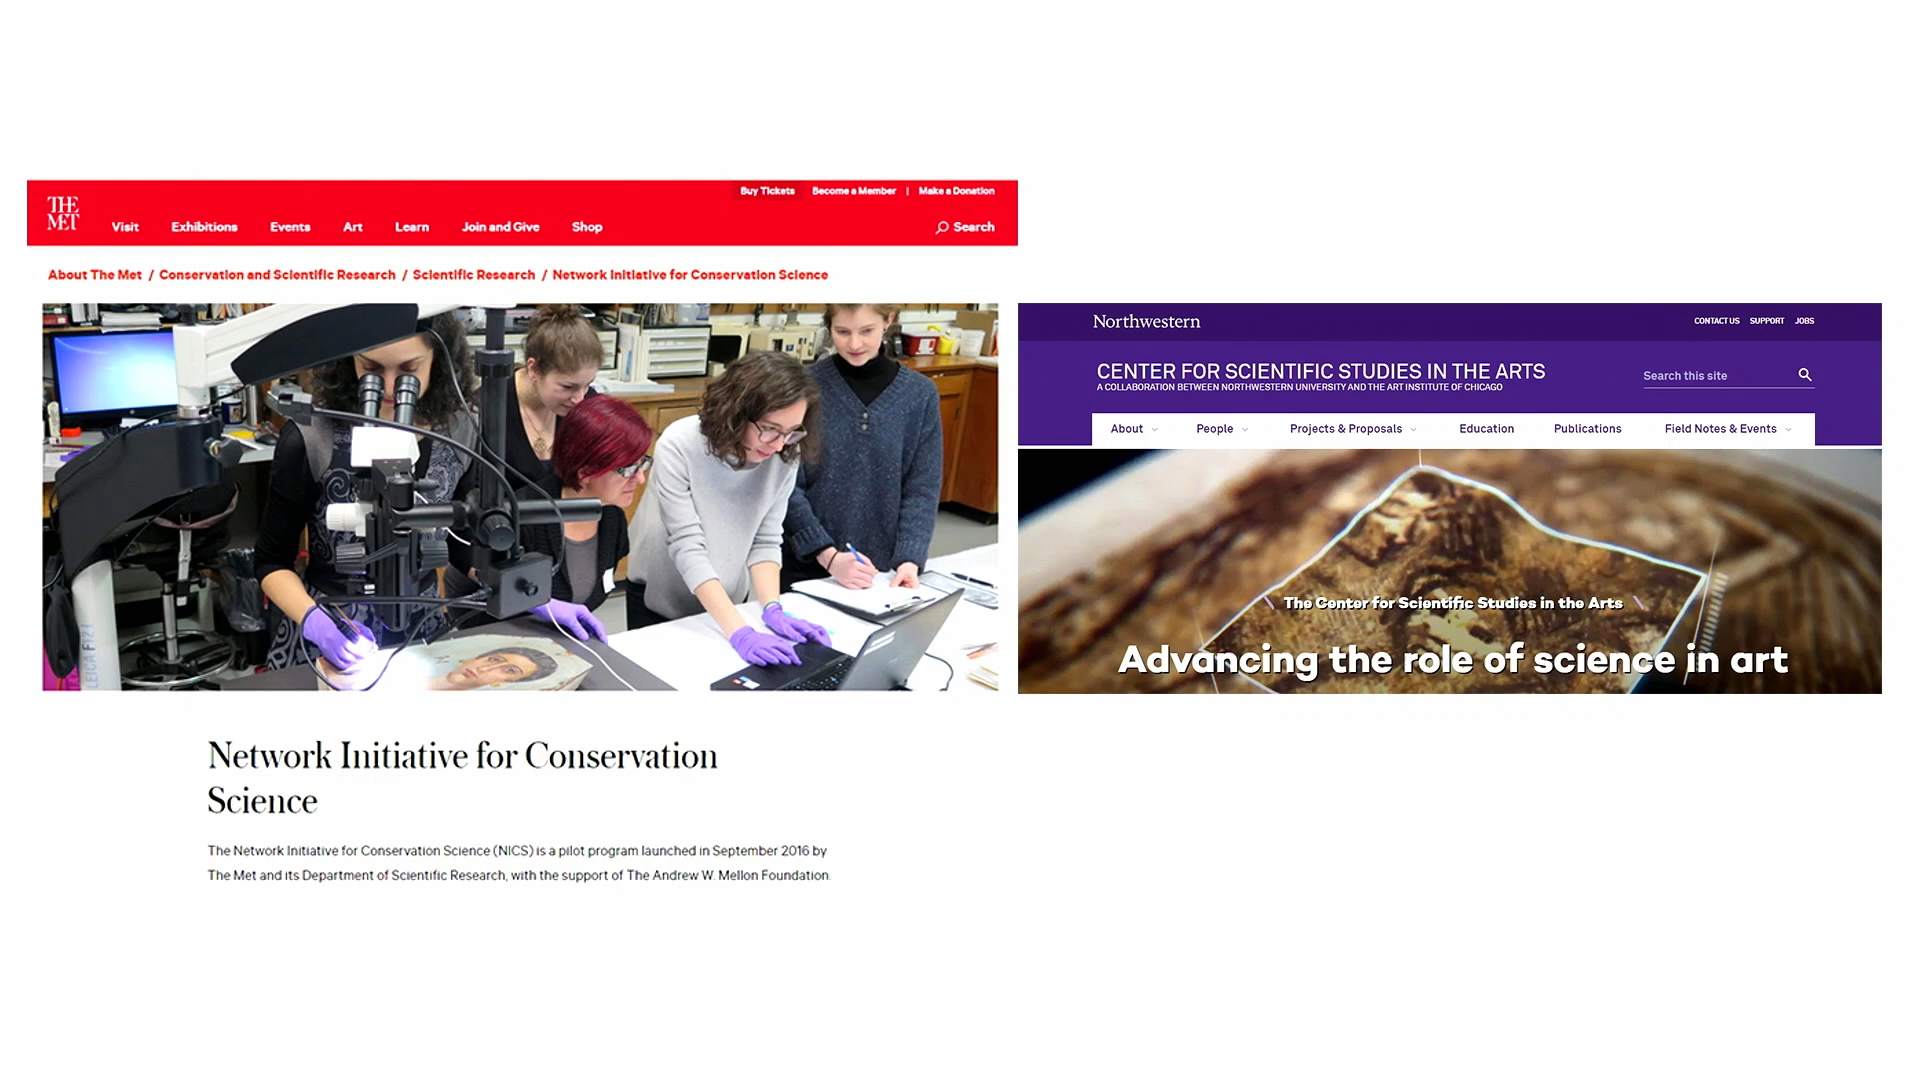 THE
MET
Buy Tickets Become a Member | Make a Donation
Visit Exhibitions Events Art Learn Join and Give Shop Search
About The Met / Conservation and Scientific Research / Scientific Research / Network Initiative for Conservation Science
LEICA F12 I
Network Initiative for Conservation
Science
The Network Initiative for Conservation Science (NICS) is a pilot program launched in September 2016 by
The Met and its Department of Scientific Research, with the support of The Andrew W. Mellon Foundation.
Northwestern
CONTACT US SUPPORT JOBS
CENTER FOR SCIENTIFIC STUDIES IN THE ARTS
A COLLABORATION BETWEEN NORTHWESTERN UNIVERSITY AND THE ART INSTITUTE OF CHICAGO
Search this site
About People Projects & Proposals Education Publications Field Notes & Events
The Center for Scientific Studies in the Arts
Advancing the role of science in art